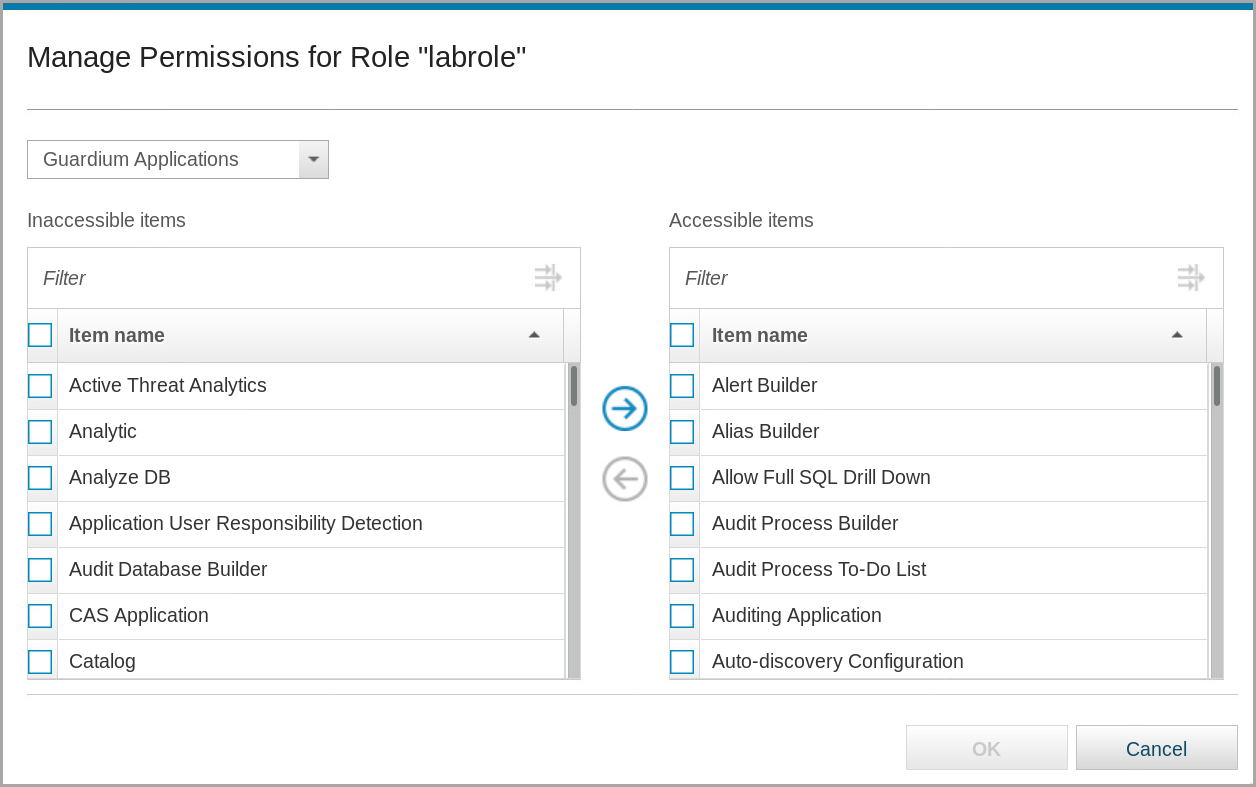 Manage Permissions for Role "labrole"
Guardium Applications
Inaccessible items
Filter
Item name
Active Threat Analytics
Analytic
Analyze DB
Application User Responsibility Detection
Audit Database Builder
CAS Application
Catalog
Accessible items
Filter
Item name
Alert Builder
Alias Builder
Allow Full SQL Drill Down
Audit Process Builder
Audit Process To-Do List
Auditing Application
Auto-discovery Configuration
OK
Cancel